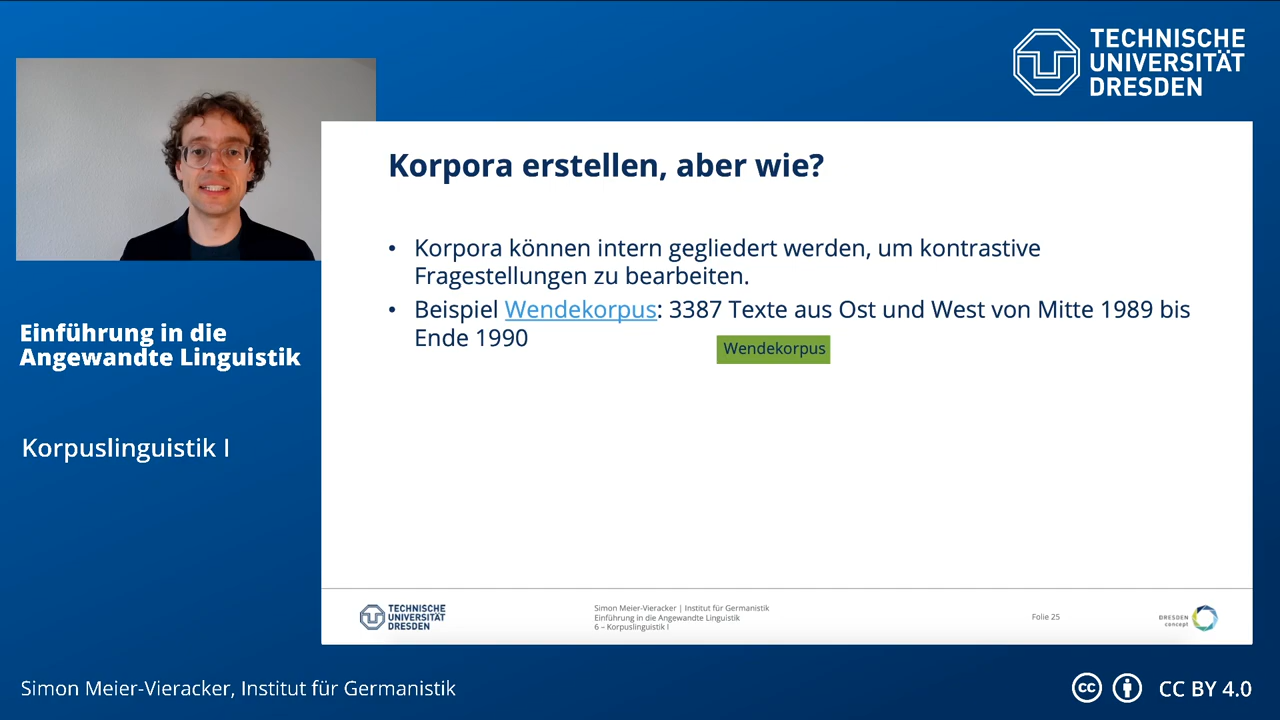 TECHNISCHE
UNIVERSITÄT
DRESDEN
Korpora erstellen, aber wie?
• Korpora können intern gegliedert werden, um kontrastive
Fragestellungen zu bearbeiten.
• Beispiel Wendekorpus: 3387 Texte aus Ost und West von Mitte 1989 bis
Ende 1990
Wendekorpus
Einführung in die
Angewandte Linguistik
Korpuslinguistik I
TECHNISCHE
UNIVERSITÄT
DRESDEN
Simon Meier-Vieracker | Institut für Germanistik
Einführung in die Angewandte Linguistik
6 – Korpuslinguistik I
Folie 25
DRESDEN
concept
Simon Meier-Vieracker, Institut für Germanistik
cc
CC BY 4.0